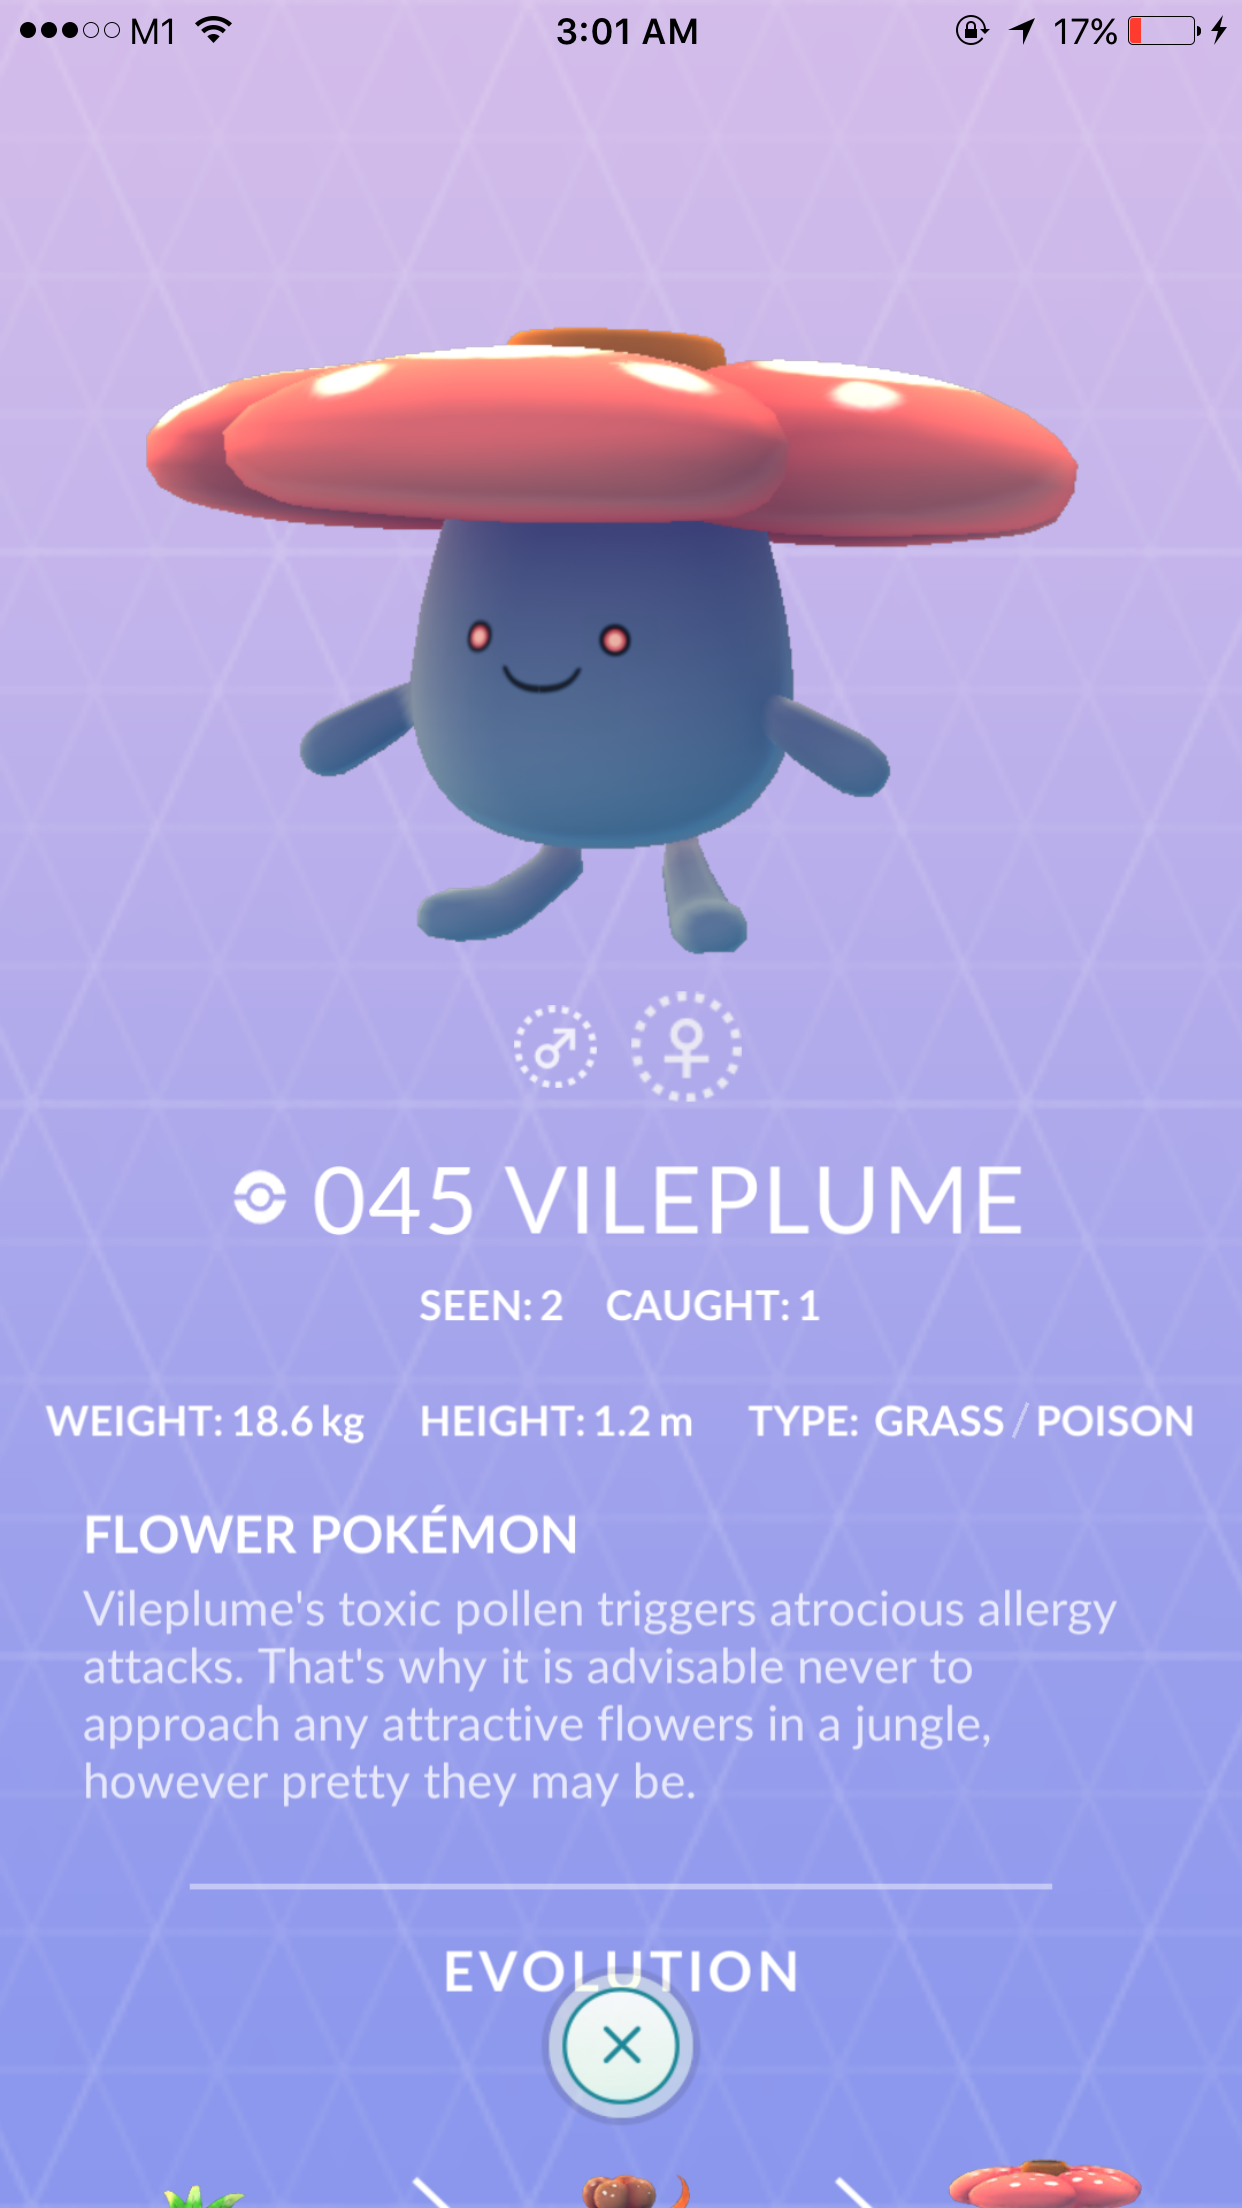 M1 3:01 AM 17%
045 VILEPLUME
SEEN: 2 CAUGHT: 1
WEIGHT: 18.6 kg HEIGHT: 1.2 m TYPE: GRASS / POISON
FLOWER POKÉMON
Vileplume's toxic pollen triggers atrocious allergy
attacks. That's why it is advisable never to
approach any attractive flowers in a jungle,
however pretty they may be.
EVOLUTION